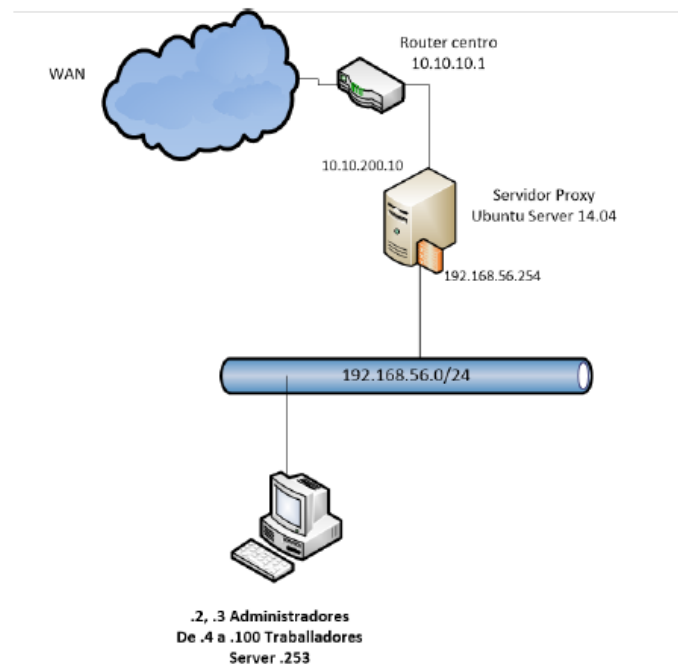 WAN
Router centro
10.10.10.1
10.10.200.10
Servidor Proxy
Ubuntu Server 14.04
192.168.56.254
192.168.56.0/24
.2, .3 Administradores
De .4 a .100 Traballadores
Server .253